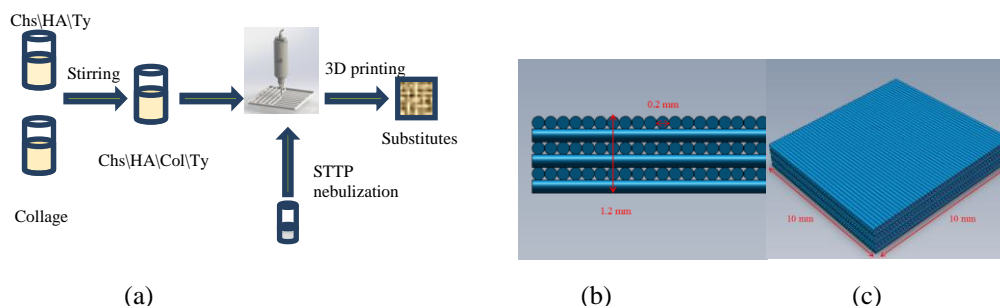 Chs\HA\Ty
Stirring
3D printing
Substitutes
Chs\HA\Col\Ty
STTP
nebulization
Collage
0.2 mm
1.2 mm
10 mm
10 mm
(a)
(b)
(c)